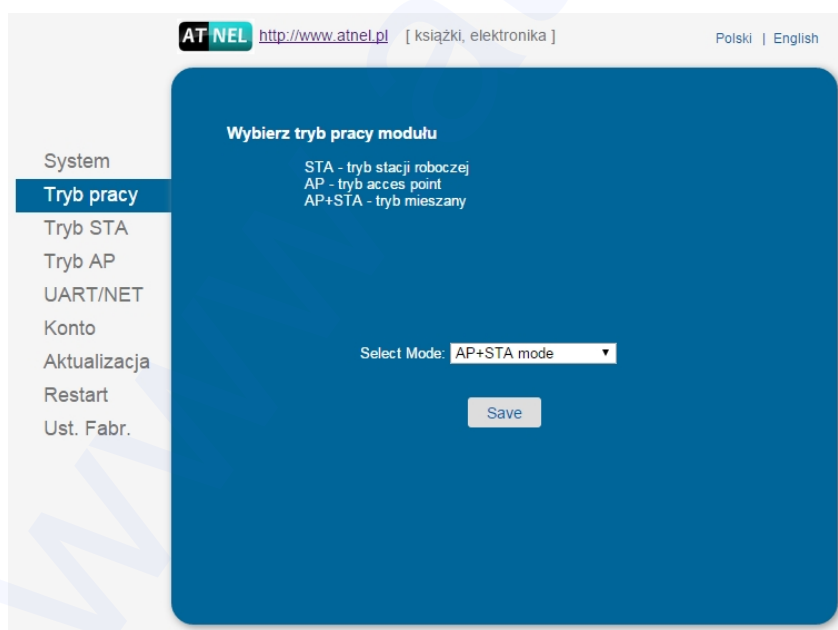 AT NEL http://www.atnel.pl [ książki, elektronika ] Polski | English
Wybierz tryb pracy modułu
STA - tryb stacji roboczej
AP - tryb acces point
AP+STA - tryb mieszany
System
Tryb pracy
Tryb STA
Tryb AP
UART/NET
Konto
Aktualizacja
Restart
Ust. Fabr.
Select Mode: AP+STA mode
Save